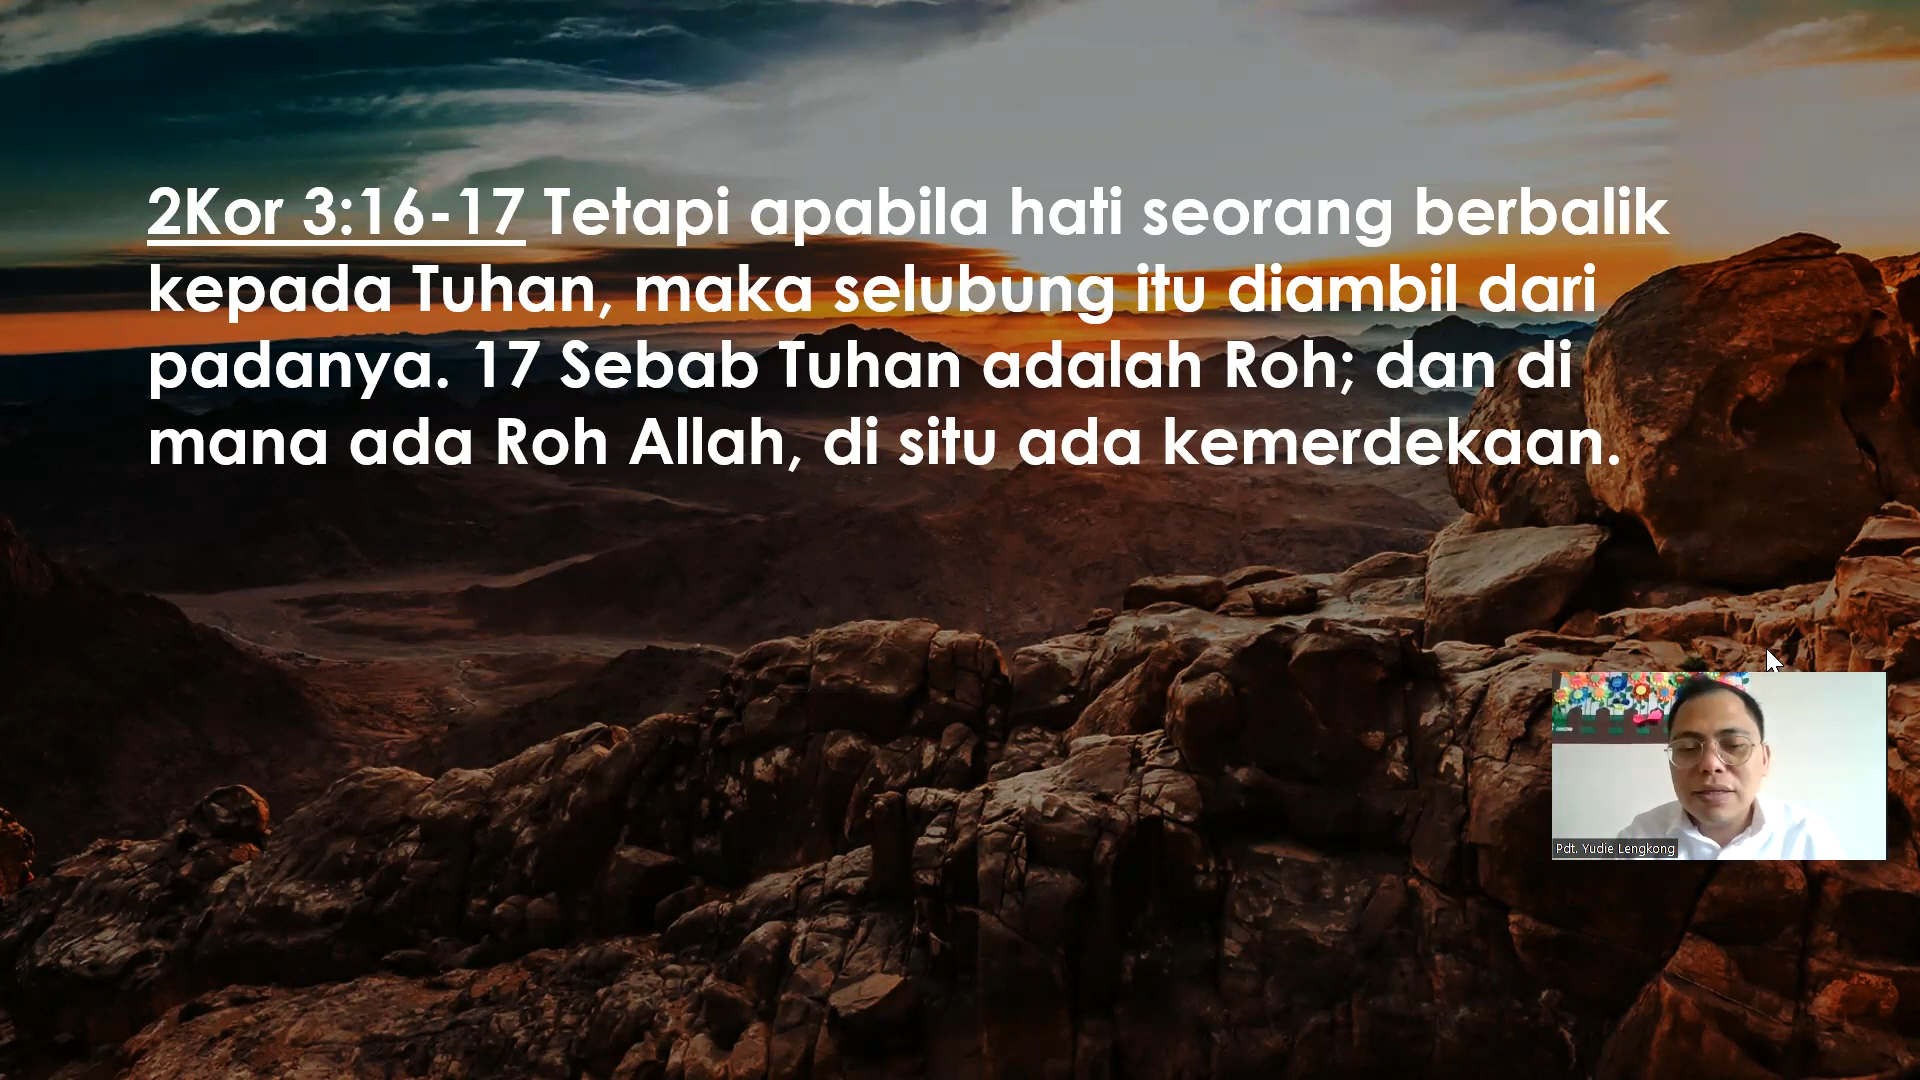 2Kor 3:16-17 Tetapi apabila hati seorang berbalik
kepada Tuhan, maka selubung itu diambil dari
padanya. 17 Sebab Tuhan adalah Roh; dan di
mana ada Roh Allah, di situ ada kemerdekaan.
Pdt. Yudie Lengkong